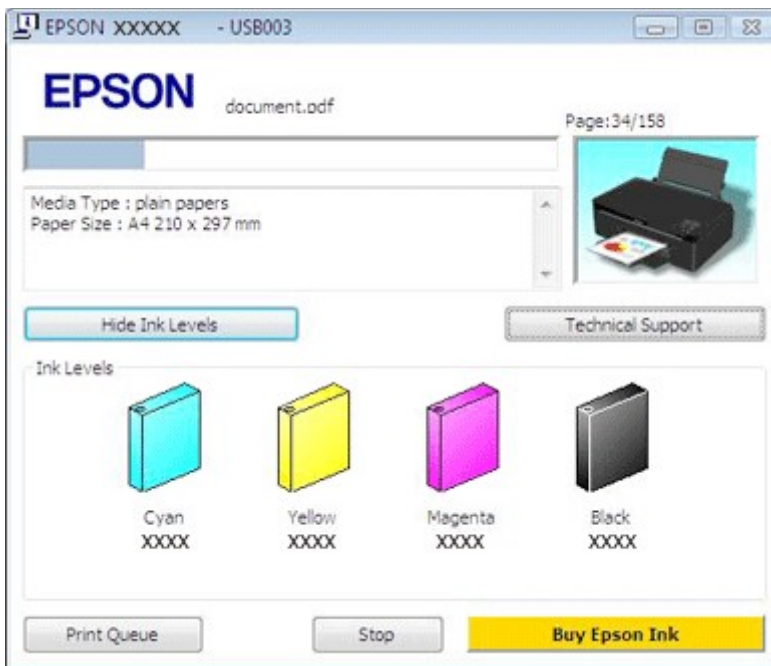 EPSON XXXXX - USB003
EPSON
document.pdf
Page:34/158
Media Type : plain papers
Paper Size : A4 210 x 297 mm
Hide Ink Levels
Technical Support
Ink Levels
Cyan Yellow Magenta Black
XXXX XXXX XXXX XXXX
Print Queue Stop Buy Epson Ink